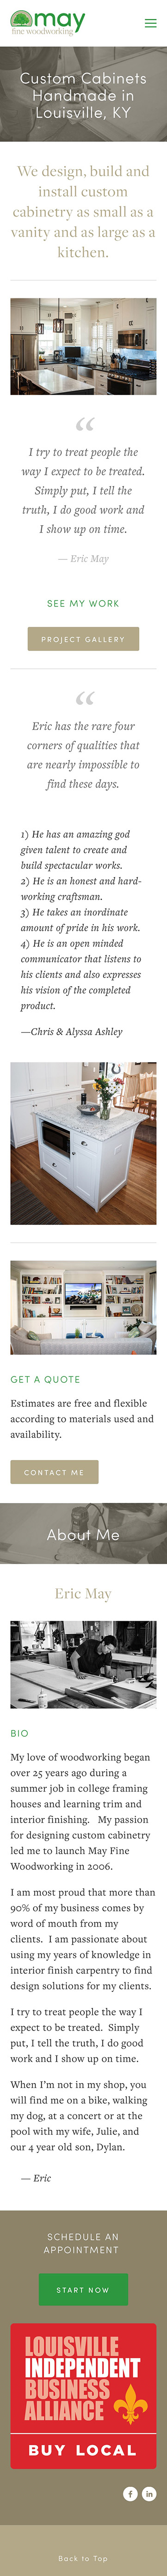 may
fine woodworking
Custom Cabinets
Handmade in
Louisville, KY
We design, build and
install custom
cabinetry as small as a
vanity and as large as a
kitchen.
“
I try to treat people the
way I expect to be treated.
Simply put, I tell the
truth, I do good work and
I show up on time.
— Eric May
SEE MY WORK
PROJECT GALLERY
“
Eric has the rare four
corners of qualities that
are nearly impossible to
find these days.
1) He has an amazing god
given talent to create and
build spectacular works.
2) He is an honest and hard-
working craftsman.
3) He takes an inordinate
amount of pride in his work.
4) He is an open minded
communicator that listens to
his clients and also expresses
his vision of the completed
product.
—Chris & Alyssa Ashley
GET A QUOTE
Estimates are free and flexible
according to materials used and
availability.
CONTACT ME
About Me
Eric May
BIO
My love of woodworking began
over 25 years ago during a
summer job in college framing
houses and learning trim and
interior finishing.   My passion
for designing custom cabinetry
led me to launch May Fine
Woodworking in 2006.
I am most proud that more than
90% of my business comes by
word of mouth from my
clients.  I am passionate about
using my years of knowledge in
interior finish carpentry to find
design solutions for my clients.
I try to treat people the way I
expect to be treated.  Simply
put, I tell the truth, I do good
work and I show up on time.
When I’m not in my shop, you
will find me on a bike, walking
my dog, at a concert or at the
pool with my wife, Julie, and
our 4 year old son, Dylan.
— Eric
SCHEDULE AN
APPOINTMENT
START NOW
LOUISVILLE
INDEPENDENT
BUSINESS
ALLIANCE
BUY LOCAL
Back to Top